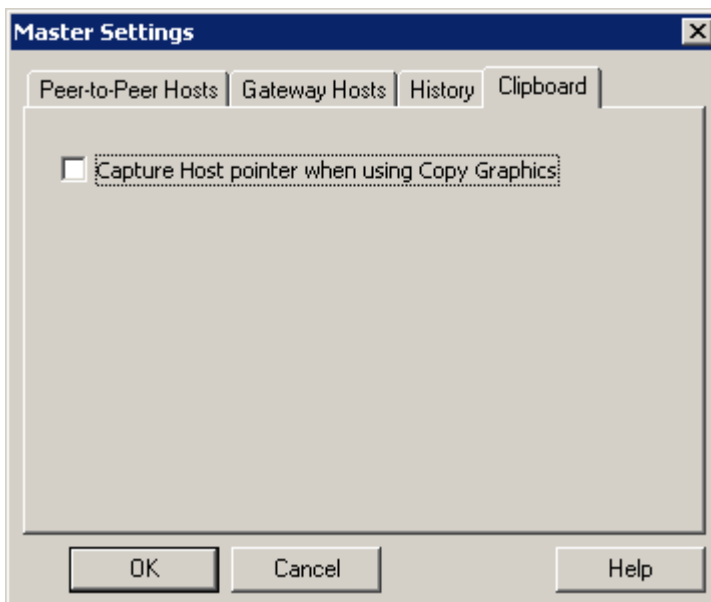 Master Settings
Peer-to-Peer Hosts Gateway Hosts History Clipboard
Capture Host pointer when using Copy Graphics
OK Cancel Help